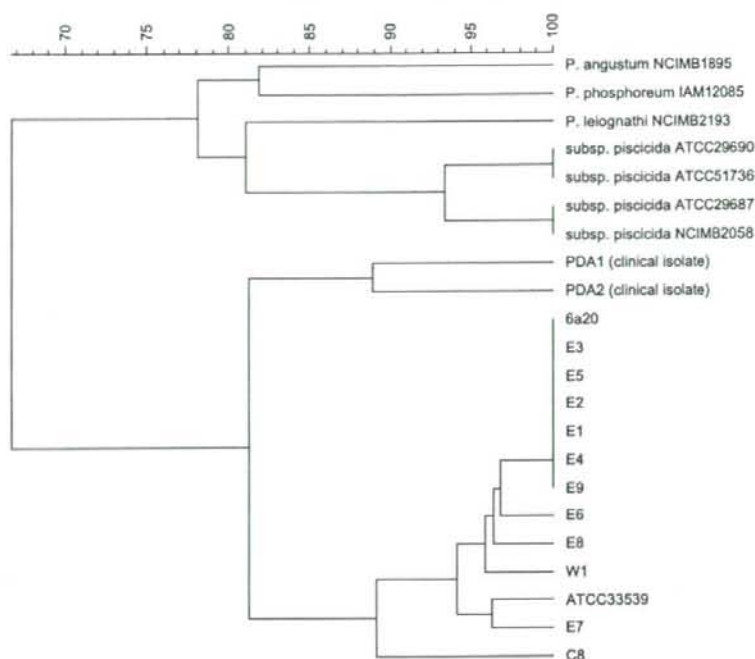 70 75 80 85 90 95 100
P. angustum NCIMB1895
P. phosphoreum IAM12085
P. leiognathi NCIMB2193
subsp. piscicida ATCC29690
subsp. piscicida ATCC51736
subsp. piscicida ATCC29687
subsp. piscicida NCIMB2058
PDA1 (clinical isolate)
PDA2 (clinical isolate)
6a20
E3
E5
E2
E1
E4
E9
E6
E8
W1
ATCC33539
E7
C8